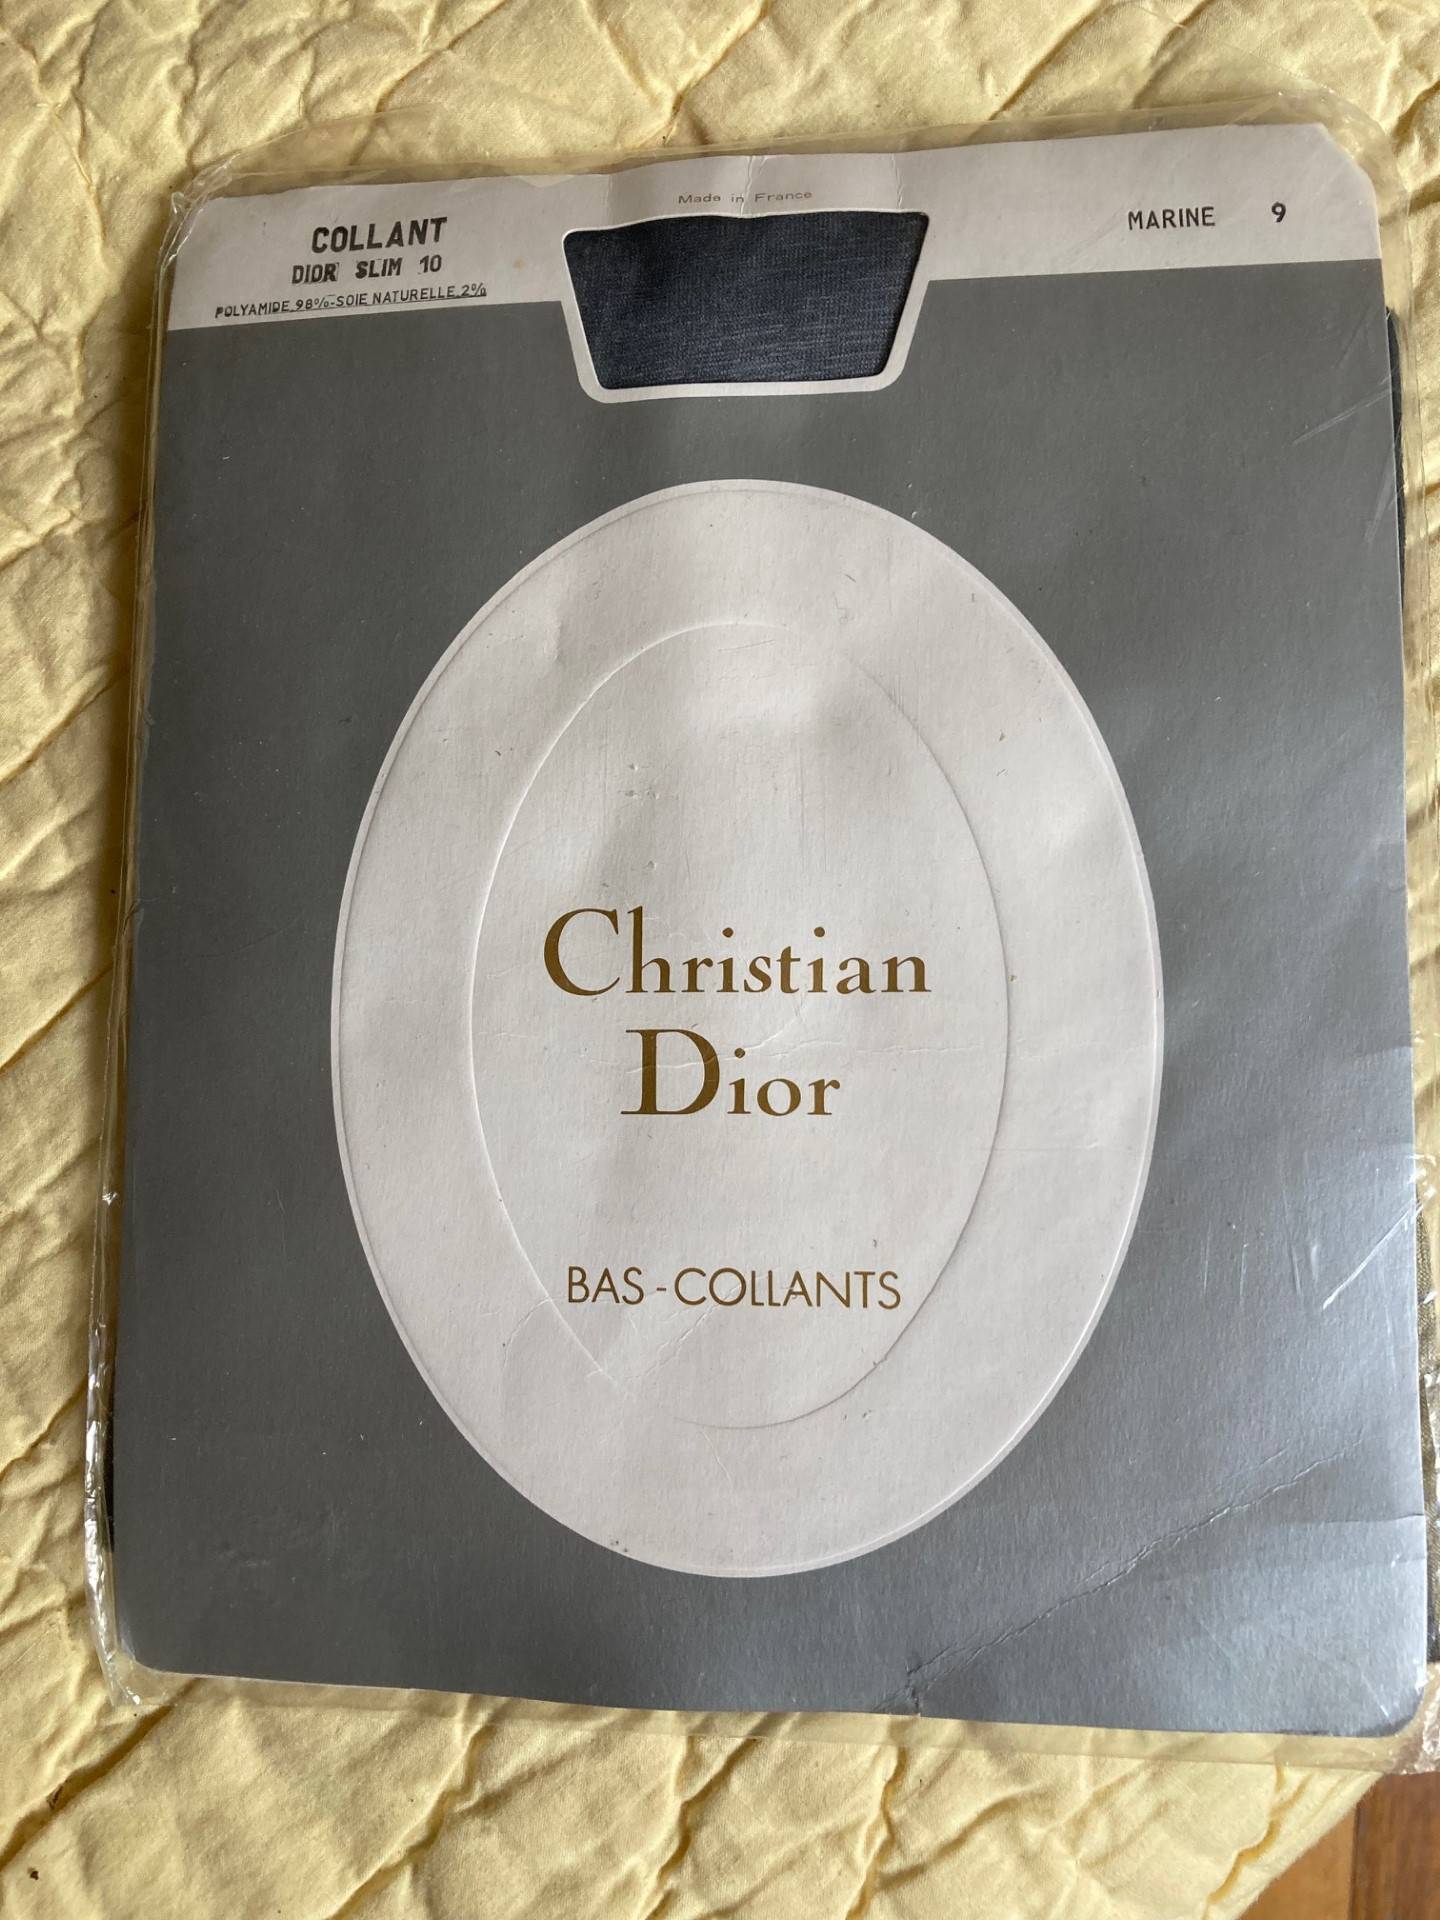 Made in France
COLLANT
DIOR SLIM 10
POLYAMIDE 98%-SOIE NATURELLE 2%
MARINE 9
Christian
Dior
BAS-COLLANTS